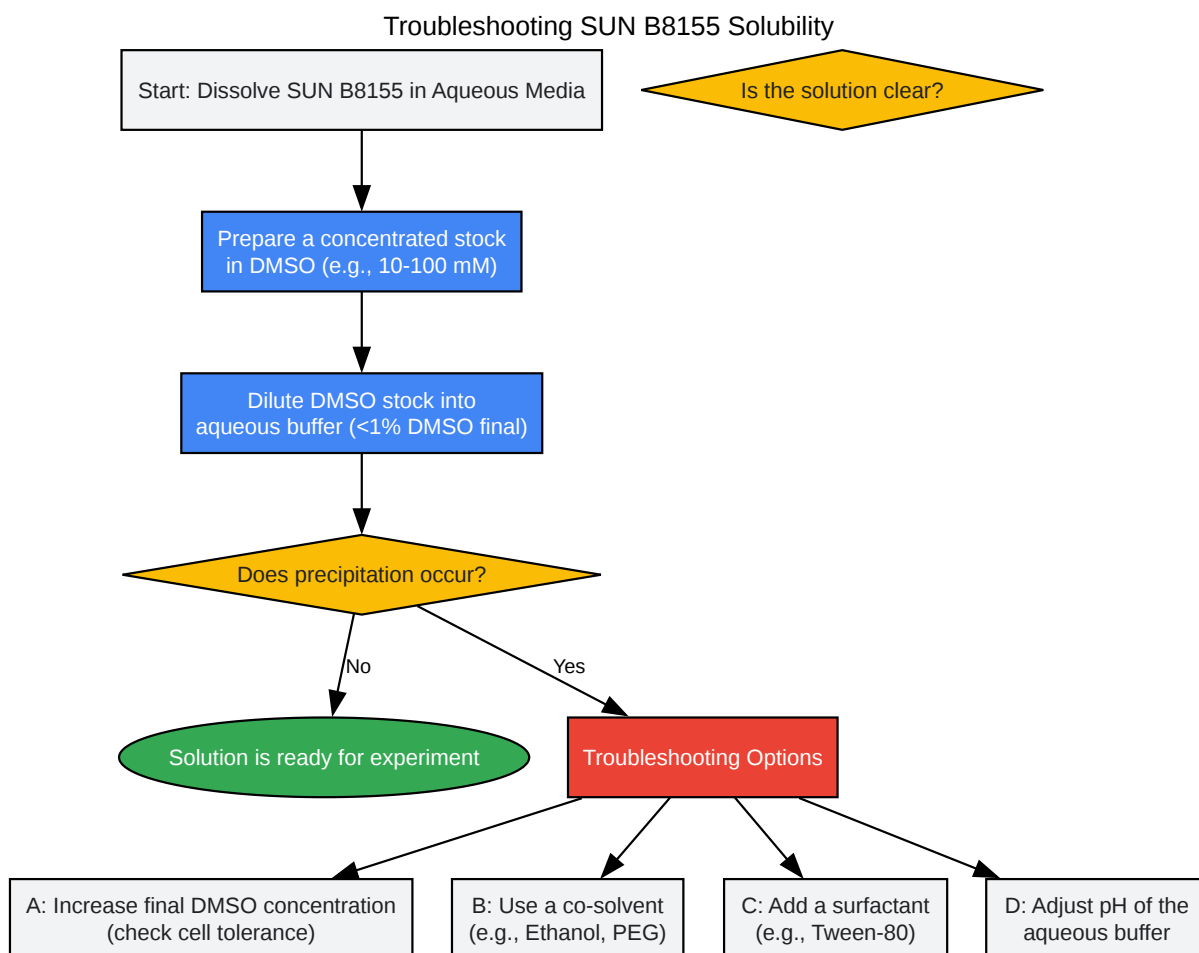 Troubleshooting SUN B8155 Solubility
Start: Dissolve SUN B8155 in Aqueous Media
Is the solution clear?
Prepare a concentrated stock
in DMSO (e.g., 10-100 mM)
Dilute DMSO stock into
aqueous buffer (<1% DMSO final)
Does precipitation occur?
No
Yes
Solution is ready for experiment
Troubleshooting Options
A: Increase final DMSO concentration
(check cell tolerance)
B: Use a co-solvent
(e.g., Ethanol, PEG)
C: Add a surfactant
(e.g., Tween-80)
D: Adjust pH of the
aqueous buffer